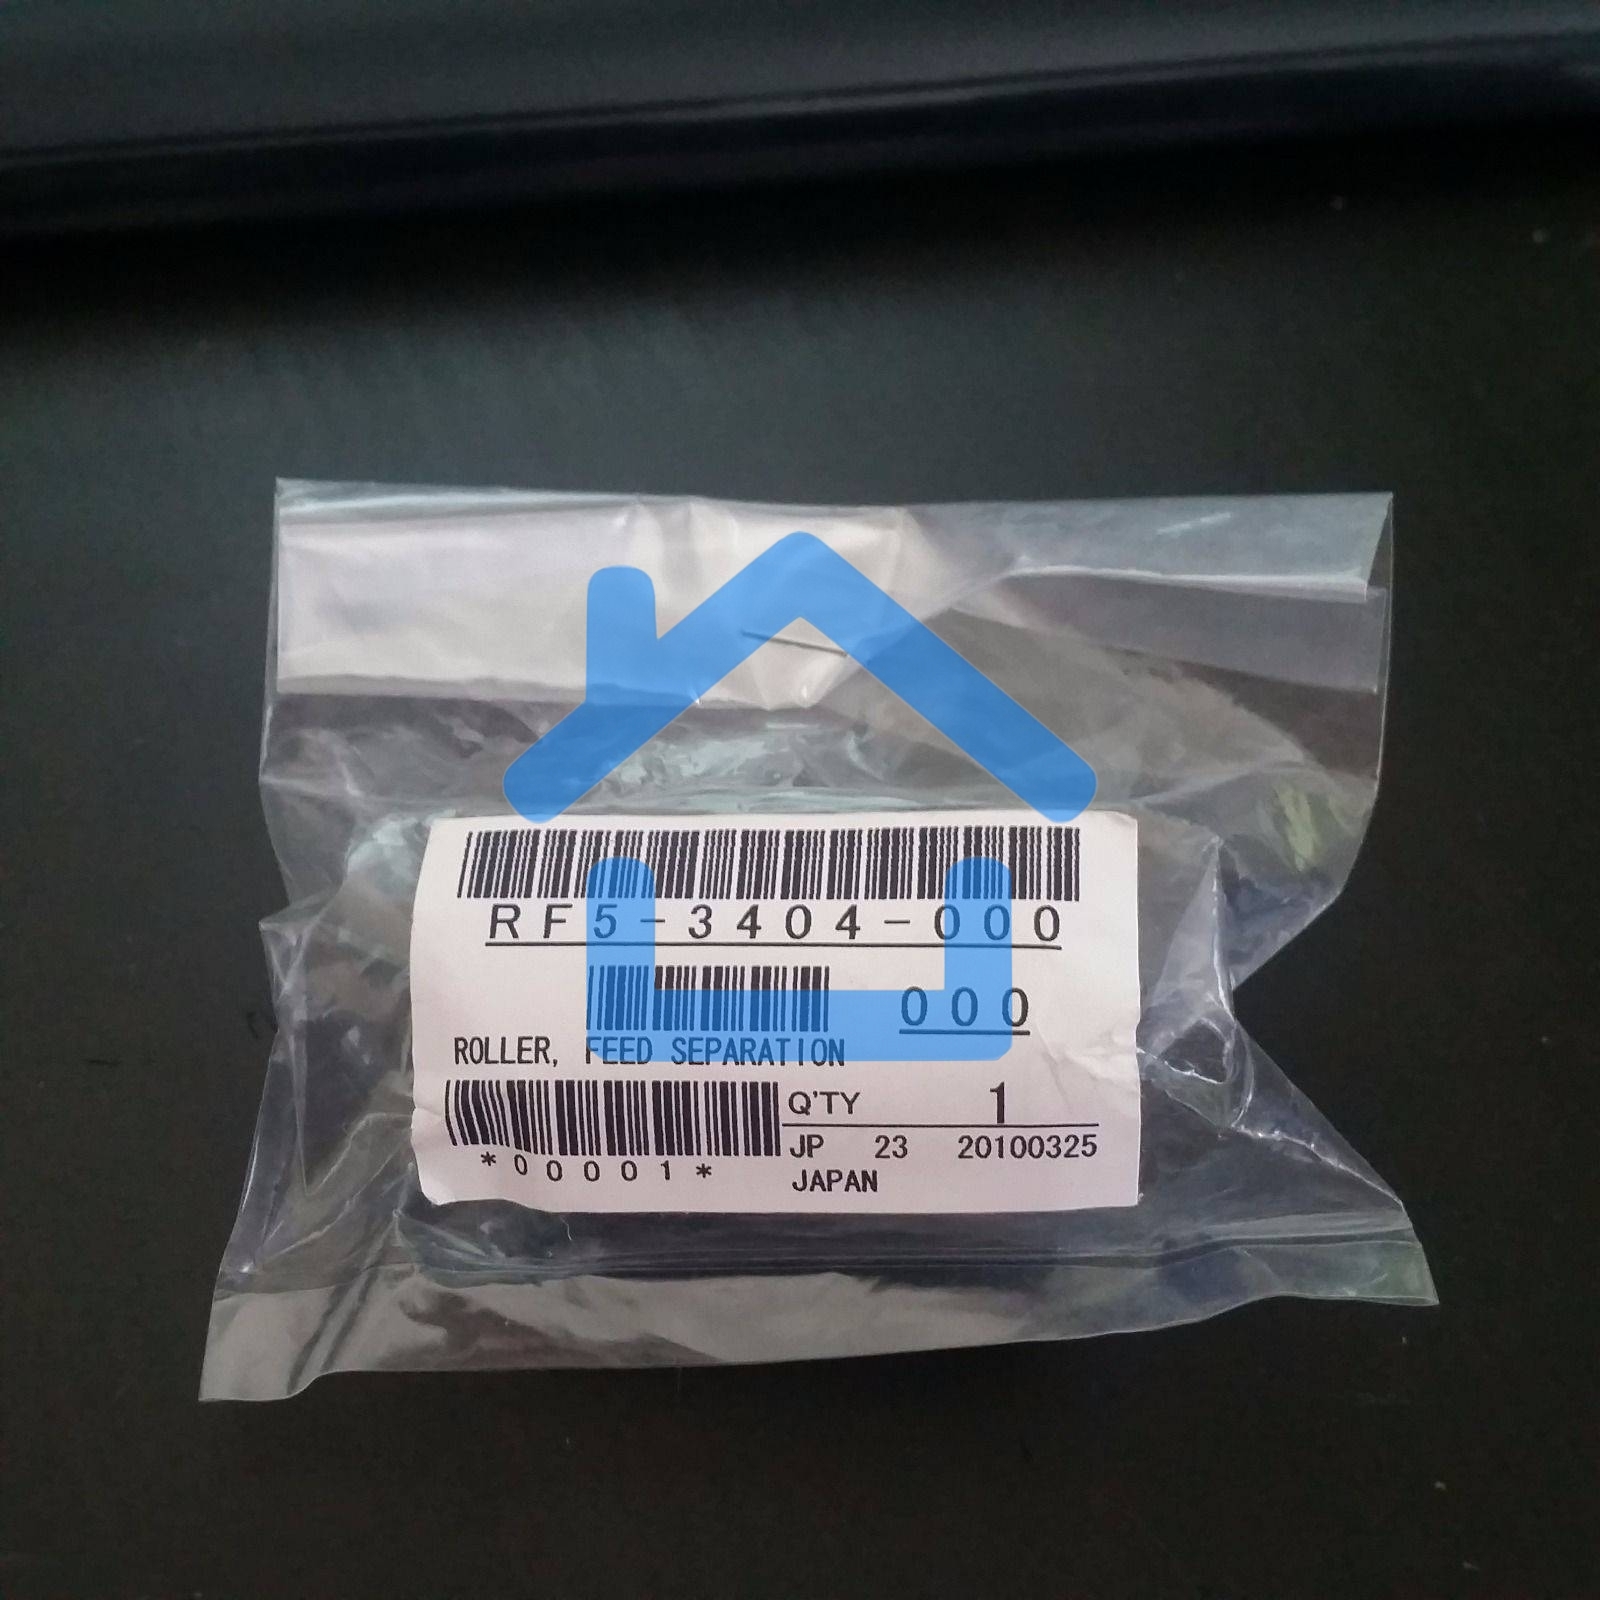 RF5-3404-000
000
ROLLER, FEED SEPARATION
Q'TY 1
*00001*
JP 23 20100325
JAPAN